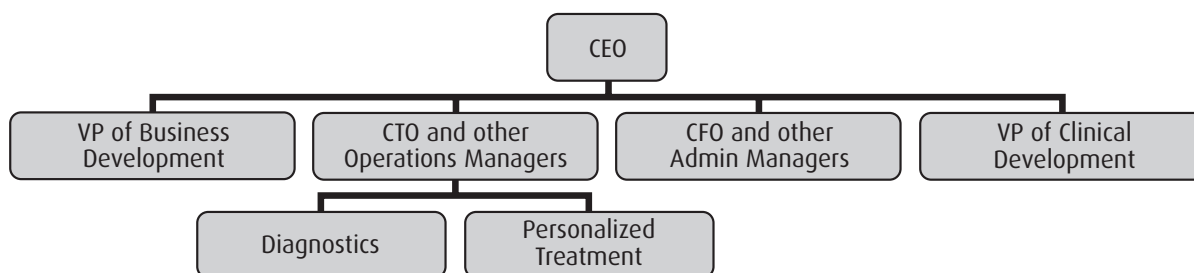 CEO
VP of Business
Development
CTO and other
Operations Managers
CFO and other
Admin Managers
VP of Clinical
Development
Diagnostics
Personalized
Treatment